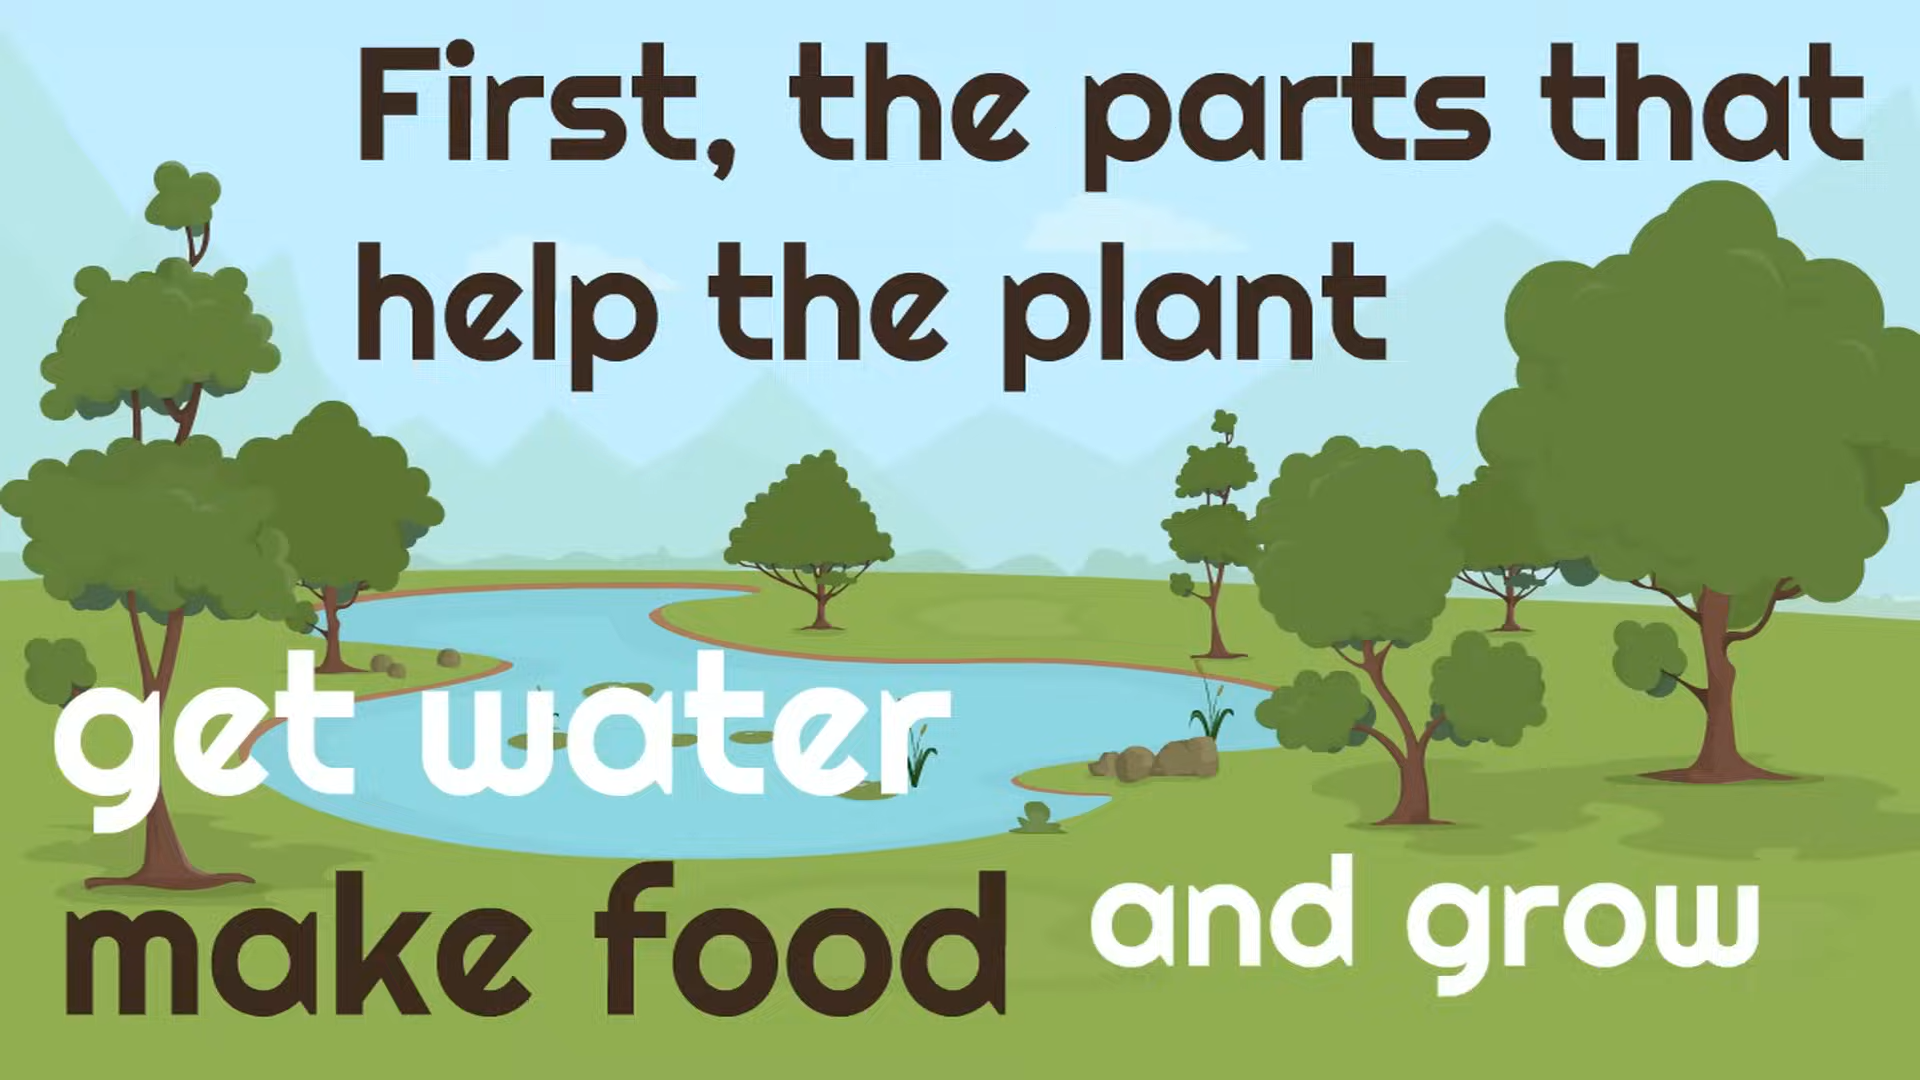 First, the parts that
help the plant
get water
make food
and grow